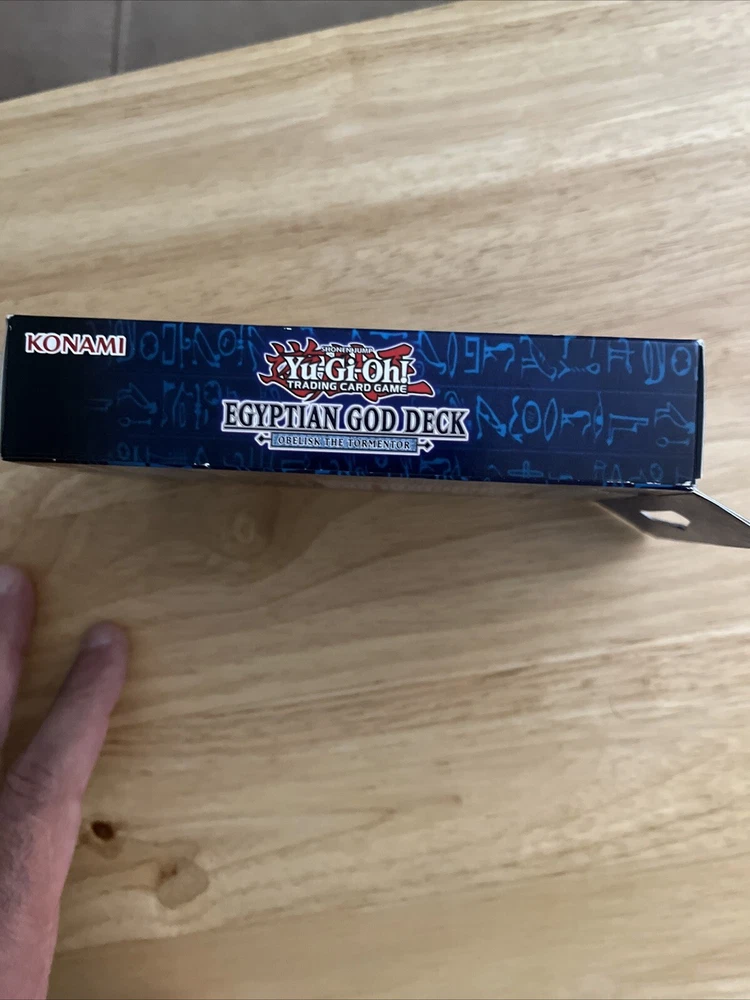 KONAMI
SHONEN JUMP
Yu-Gi-Oh!
TRADING CARD GAME
EGYPTIAN GOD DECK
OBELISK THE TORMENTOR